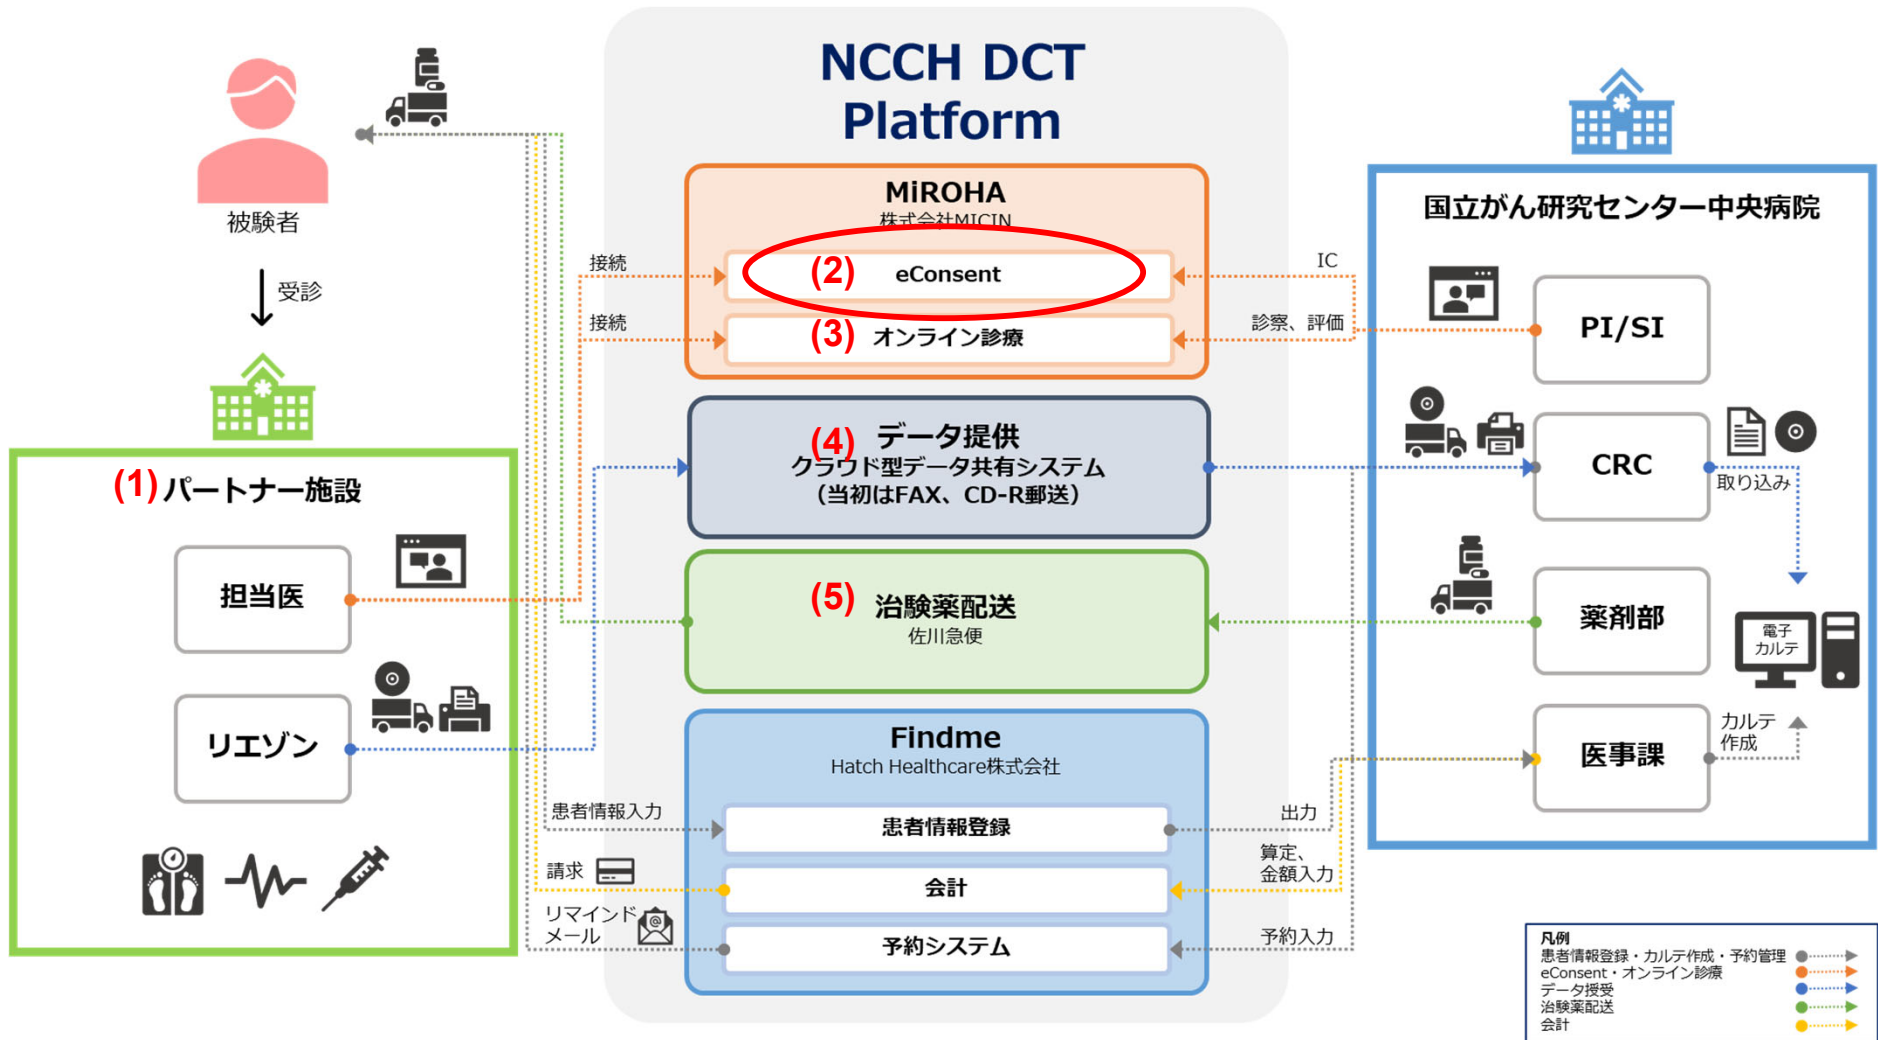 NCCH DCT
Platform
被験者
受診
(1) パートナー施設
担当医
リエゾン
MiROHA
株式会社MICIN
接続
(2) eConsent
IC
接続
(3) オンライン診療
診察、評価
(4) データ提供
クラウド型データ共有システム
（当初はFAX、CD-R郵送）
(5) 治験薬配送
佐川急便
Findme
Hatch Healthcare株式会社
患者情報入力
患者情報登録
出力
請求
会計
算定、
金額入力
リマインド
メール
@
予約システム
予約入力
国立がん研究センター中央病院
PI/SI
CRC
取り込み
薬剤部
電子
カルテ
医事課
カルテ
作成
凡例
患者情報登録・カルテ作成・予約管理
eConsent・オンライン診療
データ授受
治験薬配送
会計